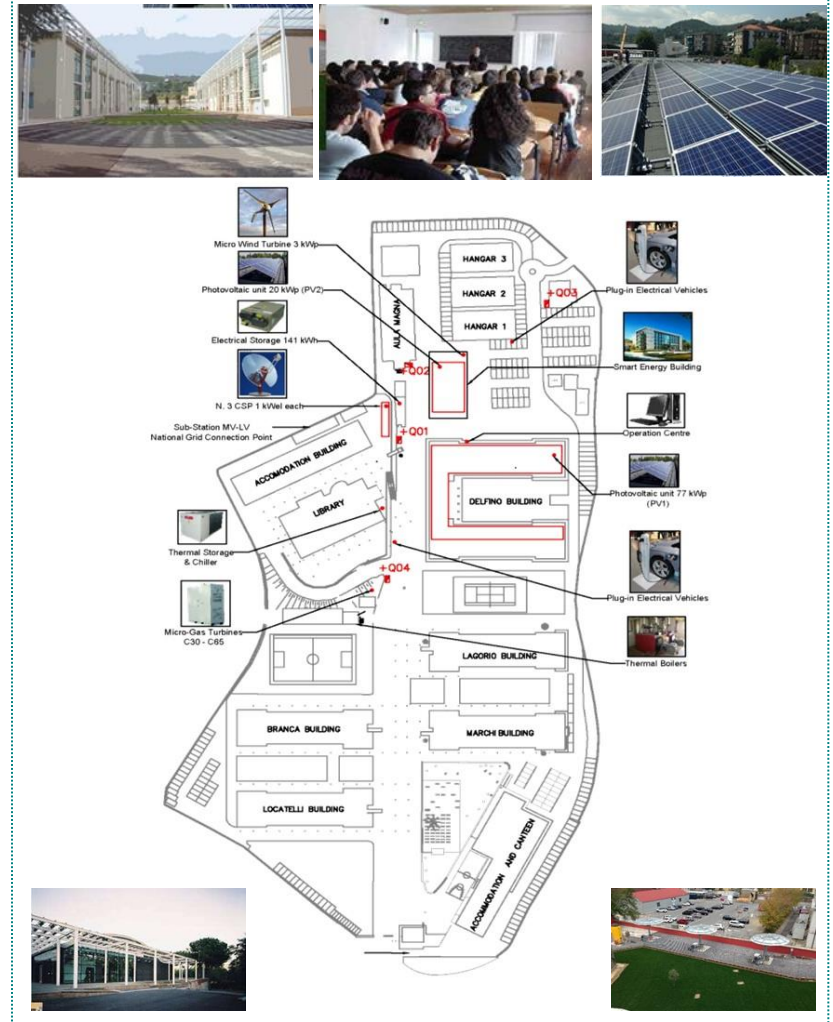 Micro Wind Turbine 3 kWp
Photovoltaic unit 20 kWp (PV2)
Electrical Storage 141 kWh
N. 3 CSP 1 kWel each
Sub-Station MV-LV
National Grid Connection Point
Thermal Storage
& Chiller
Micro-Gas Turbines
C30 - C65
HANGAR 3
HANGAR 2
HANGAR 1
AULA MAGNA
+Q03
+Q02
+Q01
+Q04
ACCOMODATION BUILDING
LIBRARY
DELFINO BUILDING
LAGORIO BUILDING
BRANCA BUILDING
MARCHI BUILDING
LOCATELLI BUILDING
ACCOMMODATION AND CANTEEN
Plug-in Electrical Vehicles
Smart Energy Building
Operation Centre
Photovoltaic unit 77 kWp
(PV1)
Plug-in Electrical Vehicles
Thermal Boilers